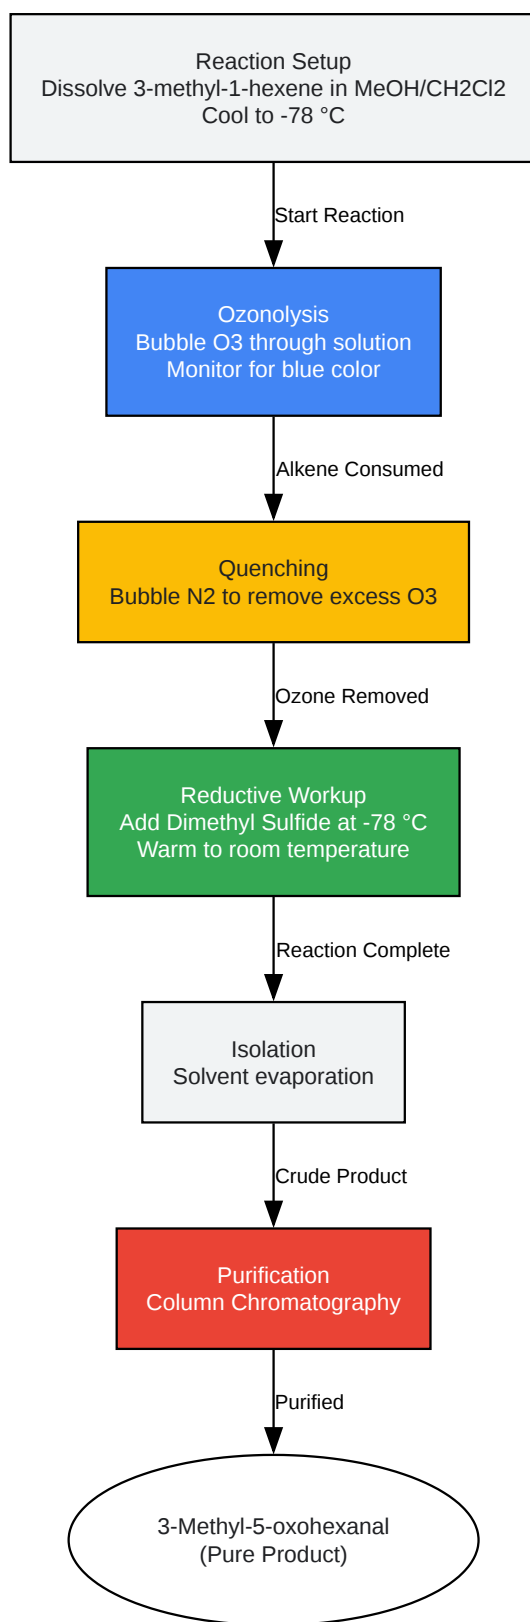 Reaction Setup
Dissolve 3-methyl-1-hexene in MeOH/CH2Cl2
Cool to -78 °C
Start Reaction
Ozonolysis
Bubble O3 through solution
Monitor for blue color
Alkene Consumed
Quenching
Bubble N2 to remove excess O3
Ozone Removed
Reductive Workup
Add Dimethyl Sulfide at -78 °C
Warm to room temperature
Reaction Complete
Isolation
Solvent evaporation
Crude Product
Purification
Column Chromatography
Purified
3-Methyl-5-oxohexanal
(Pure Product)